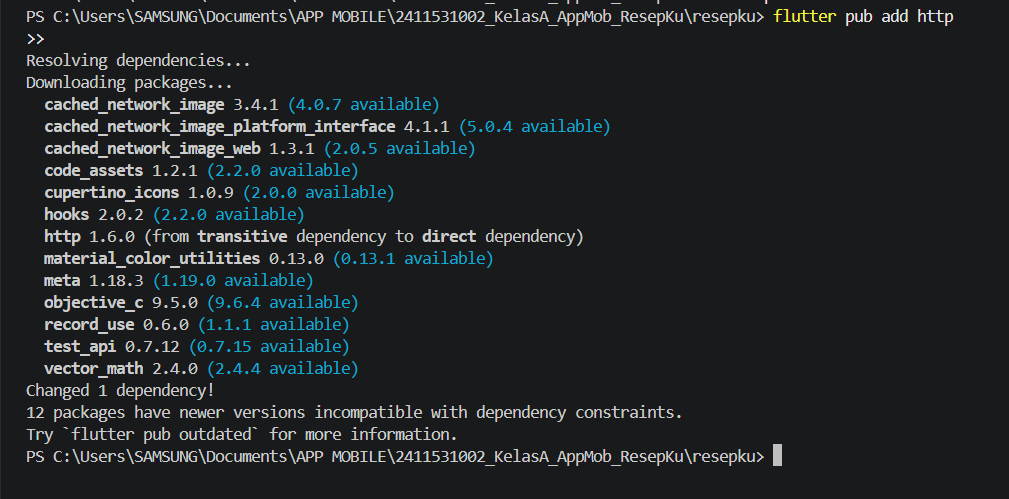 PS C:\Users\SAMSUNG\Documents\APP MOBILE\2411531002_KelasA_AppMob_ResepKu\resepku> flutter pub add http
>>
Resolving dependencies...
Downloading packages...
  cached_network_image 3.4.1 (4.0.7 available)
  cached_network_image_platform_interface 4.1.1 (5.0.4 available)
  cached_network_image_web 1.3.1 (2.0.5 available)
  code_assets 1.2.1 (2.2.0 available)
  cupertino_icons 1.0.9 (2.0.0 available)
  hooks 2.0.2 (2.2.0 available)
  http 1.6.0 (from transitive dependency to direct dependency)
  material_color_utilities 0.13.0 (0.13.1 available)
  meta 1.18.3 (1.19.0 available)
  objective_c 9.5.0 (9.6.4 available)
  record_use 0.6.0 (1.1.1 available)
  test_api 0.7.12 (0.7.15 available)
  vector_math 2.4.0 (2.4.4 available)
Changed 1 dependency!
12 packages have newer versions incompatible with dependency constraints.
Try `flutter pub outdated` for more information.
PS C:\Users\SAMSUNG\Documents\APP MOBILE\2411531002_KelasA_AppMob_ResepKu\resepku>